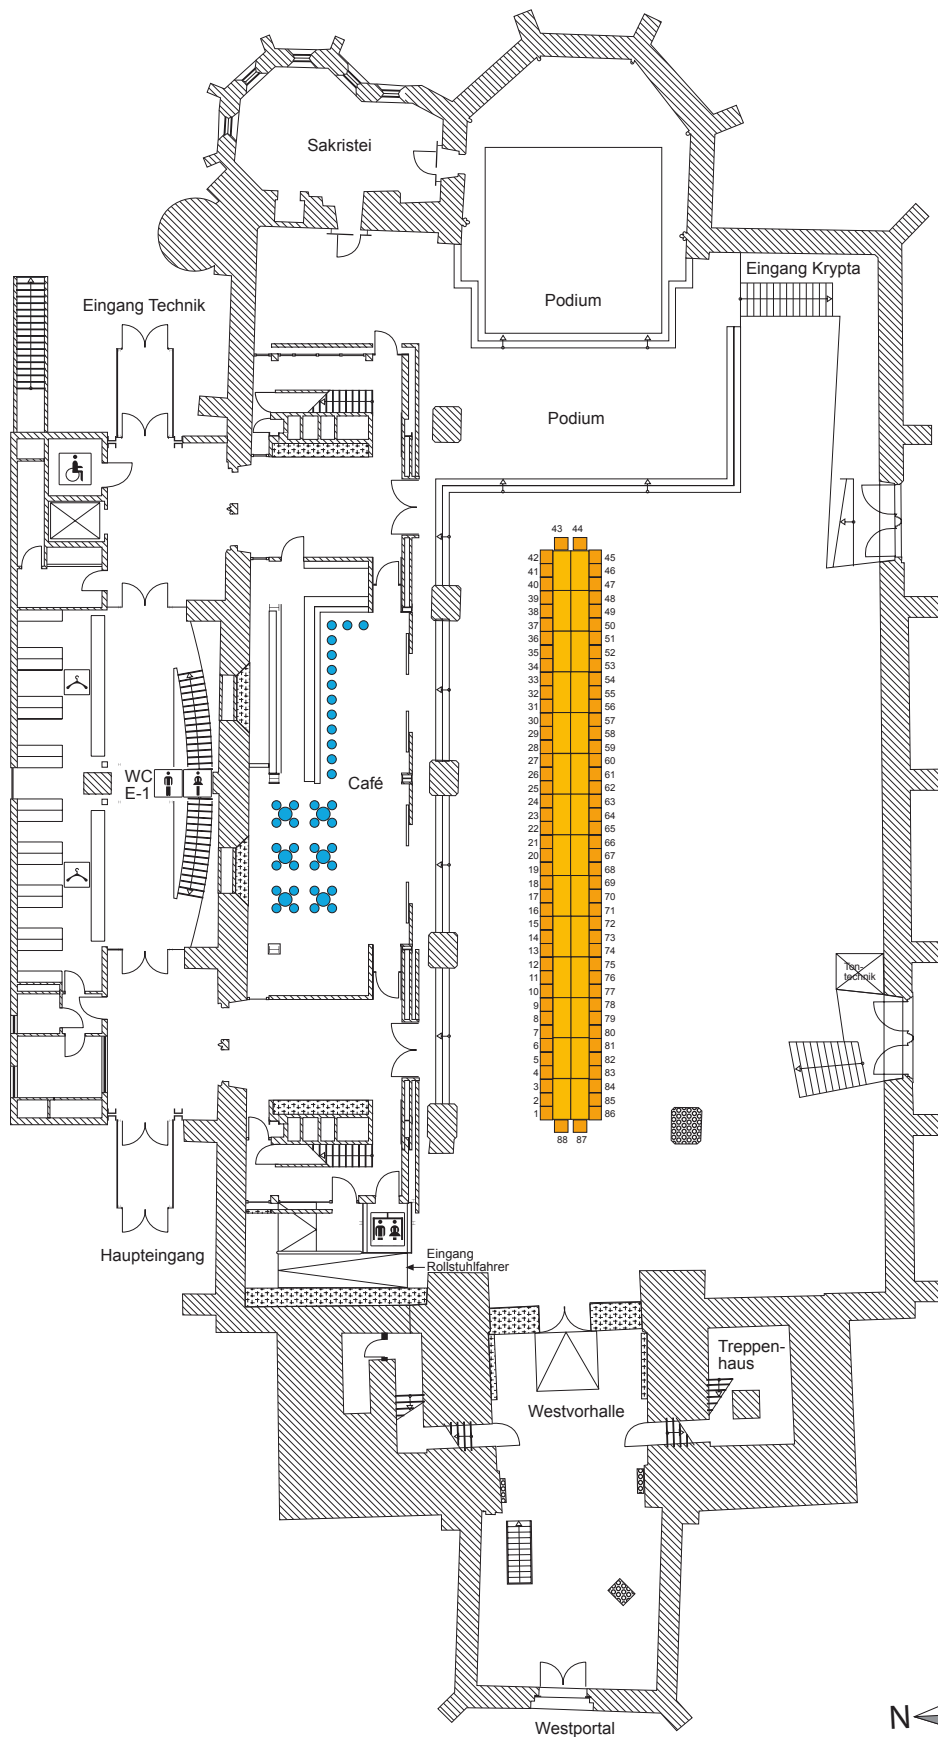 Sakristei
Eingang Technik
Eingang Krypta
Podium
Podium
43 44
42 45
41 46
40 47
39 48
38 49
37 50
36 51
35 52
34 53
33 54
32 55
31 56
30 57
29 58
28 59
27 60
26 61
25 62
24 63
23 64
22 65
21 66
20 67
19 68
18 69
17 70
16 71
15 72
14 73
13 74
12 75
11 76
10 77
9 78
8 79
7 80
6 81
5 82
4 83
3 84
2 85
1 86
88 87
WC
E-1
Café
Ton-
technik
Haupteingang
Eingang
Rollstuhlfahrer
Treppen-
haus
Westvorhalle
Westportal
N